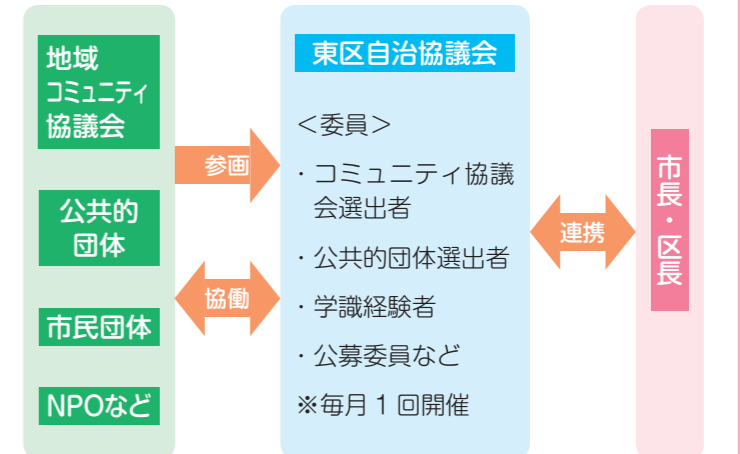 地域
コミュニティ
協議会
公共的
団体
市民団体
NPOなど
参画
協働
東区自治協議会
＜委員＞
・コミュニティ協議
会選出者
・公共的団体選出者
・学識経験者
・公募委員など
※毎月１回開催
連携
市長・区長